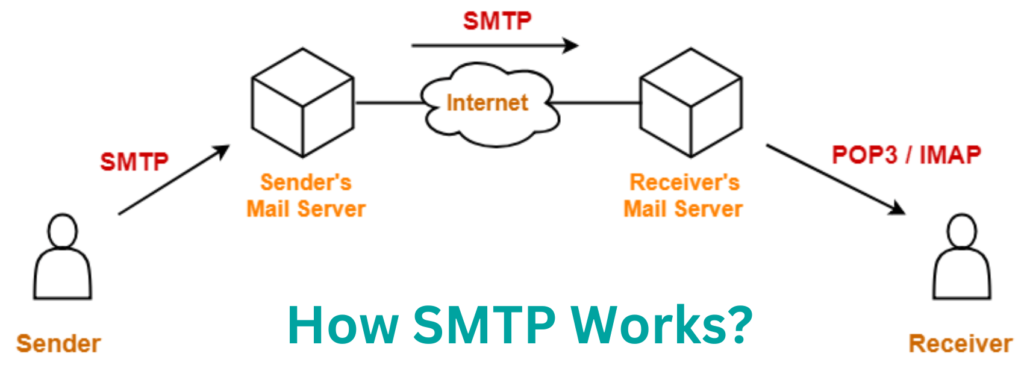 SMTP
Internet
SMTP
POP3 / IMAP
Sender's
Mail Server
Receiver's
Mail Server
How SMTP Works?
Sender
Receiver